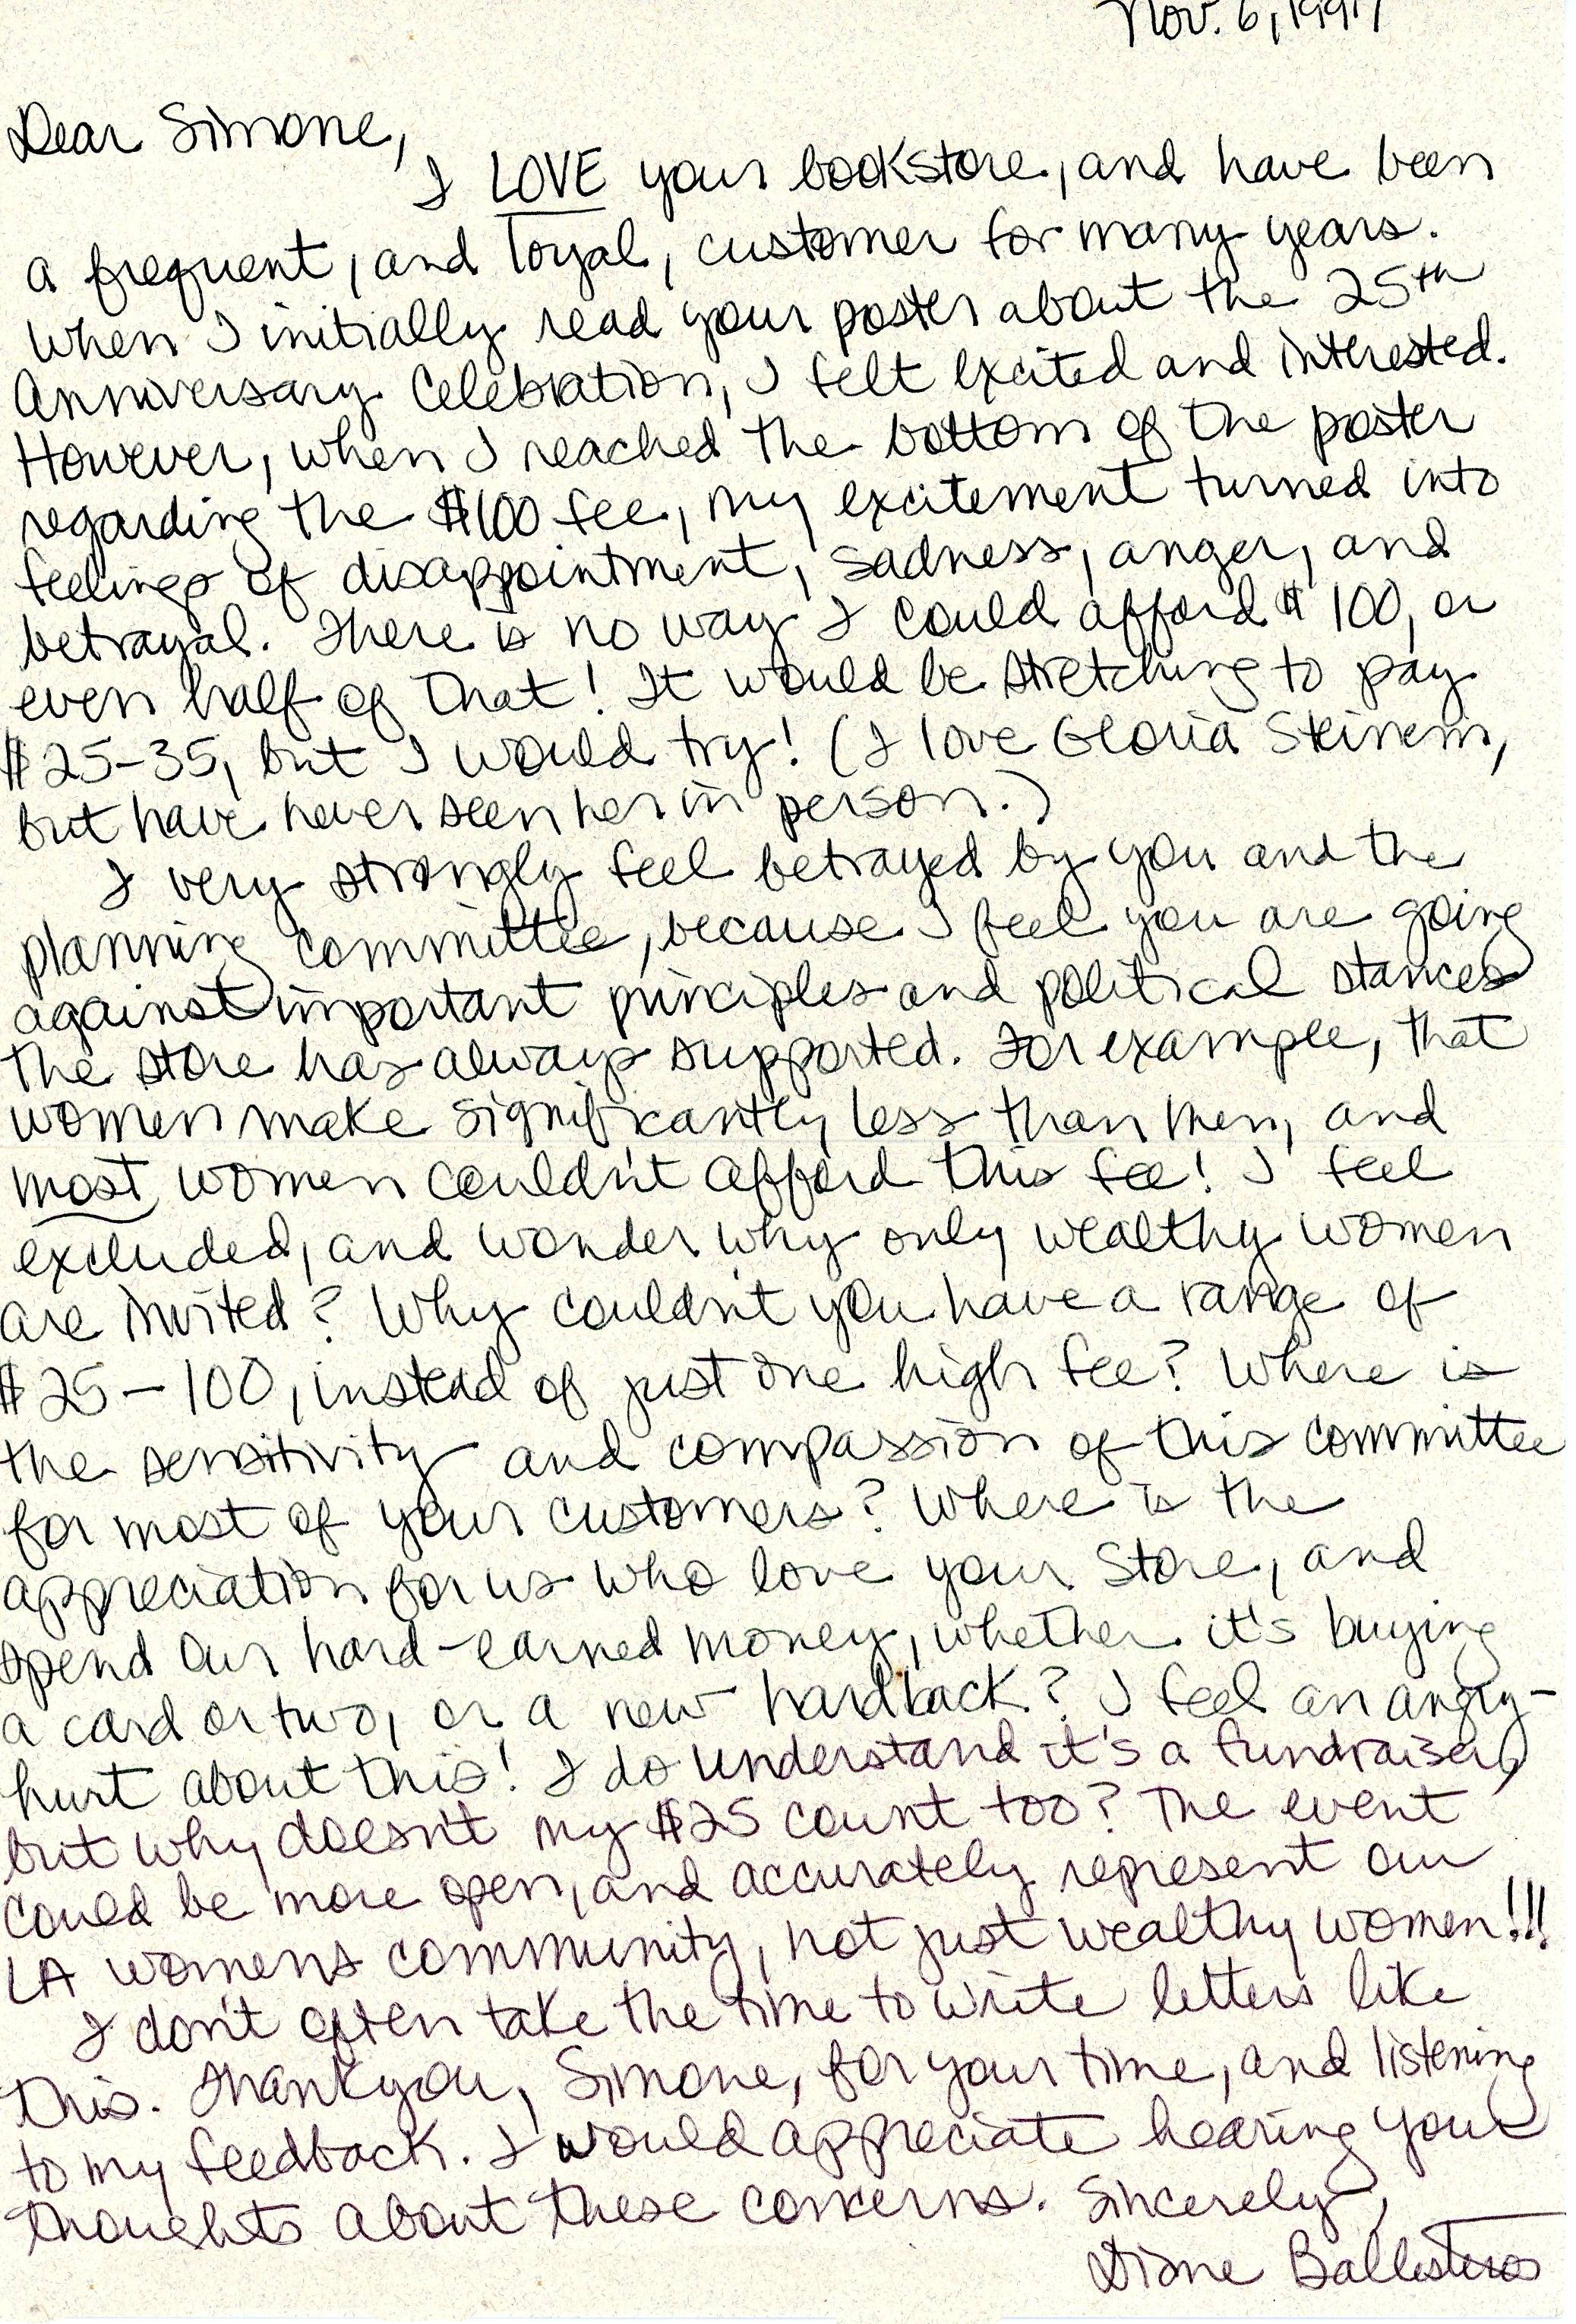 Nov. 6, 1997
Dear Simone,
I LOVE your bookstore, and have been
a frequent, and loyal, customer for many years.
When I initially read your poster about the 25th
Anniversary Celebration, I felt excited and interested.
However, when I reached the bottom of the poster
regarding the $100 fee, my excitement turned into
feelings of disappointment, sadness, anger, and
betrayal. There is no way I could afford $100, or
even half of that! It would be stretching to pay
$25-35, but I would try! (I love Gloria Steinem,
but have never seen her in person.)
I very strongly feel betrayed by you and the
planning committee, because I feel you are going
against important principles and political stances
the store has always supported. For example, that
women make significantly less than men, and
most women couldn't afford this fee! I feel
excluded, and wonder why only wealthy women
are invited? Why couldn't you have a range of
$25-100, instead of just one high fee? Where is
the sensitivity and compassion of this committee
for most of your customers? Where is the
appreciation for us who love your store, and
spend our hard-earned money, whether it's buying
a card or two, or a new hardback? I feel an angry-
hurt about this! I do understand it's a fundraiser,
but why doesn't my $25 count too? The event
could be more open, and accurately represent our
LA women's community, not just wealthy women!!!
I don't often take the time to write letters like
this. Thank you, Simone, for your time, and listening
to my feedback. I would appreciate hearing your
thoughts about these concerns. Sincerely,
Diane Ballesteros